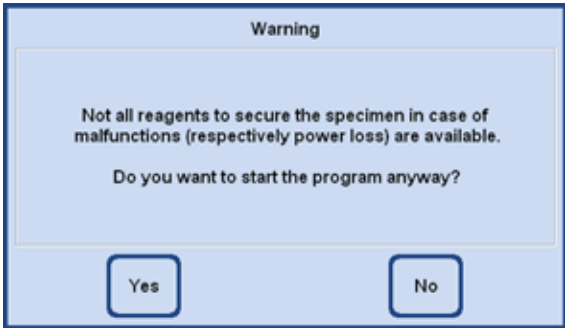 Warning
Not all reagents to secure the specimen in case of
malfunctions (respectively power loss) are available.
Do you want to start the program anyway?
Yes
No